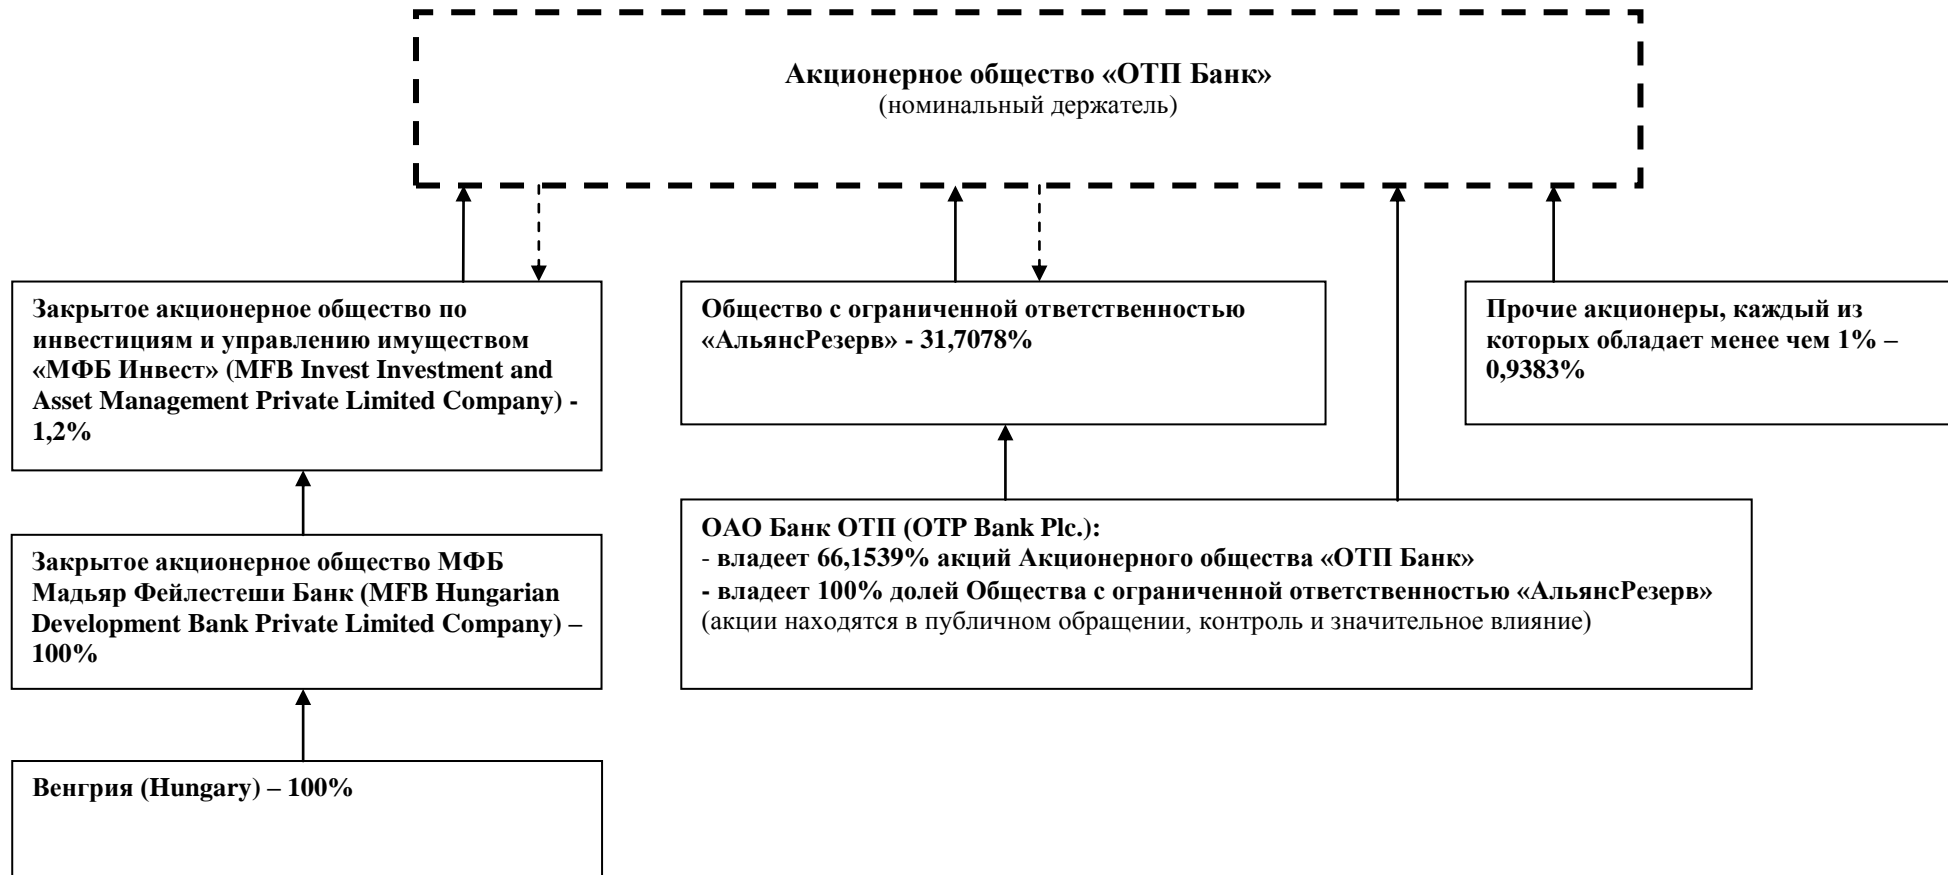 Акционерное общество «ОТП Банк»
(номинальный держатель)
Закрытое акционерное общество по
инвестициям и управлению имуществом
«МФБ Инвест» (MFB Invest Investment and
Asset Management Private Limited Company) -
1,2%
Общество с ограниченной ответственностью
«АльянсРезерв» - 31,7078%
Прочие акционеры, каждый из
которых обладает менее чем 1% –
0,9383%
Закрытое акционерное общество МФБ
Мадьяр Фейлестеши Банк (MFB Hungarian
Development Bank Private Limited Company) –
100%
ОАО Банк ОТП (OTP Bank Plc.):
- владеет 66,1539% акций Акционерного общества «ОТП Банк»
- владеет 100% долей Общества с ограниченной ответственностью «АльянсРезерв»
(акции находятся в публичном обращении, контроль и значительное влияние)
Венгрия (Hungary) – 100%